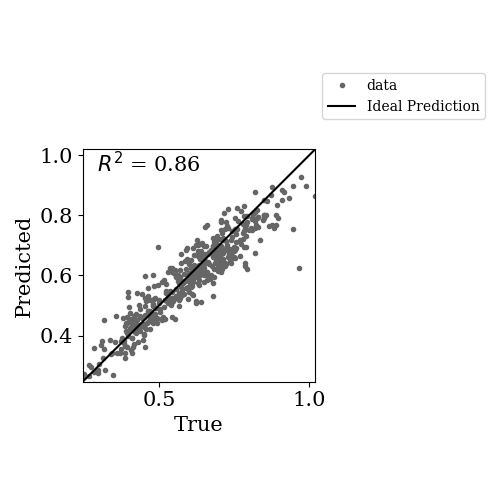 data
Ideal Prediction
1.0
R² = 0.86
0.8
Predicted
0.6
0.4
0.5
1.0
True